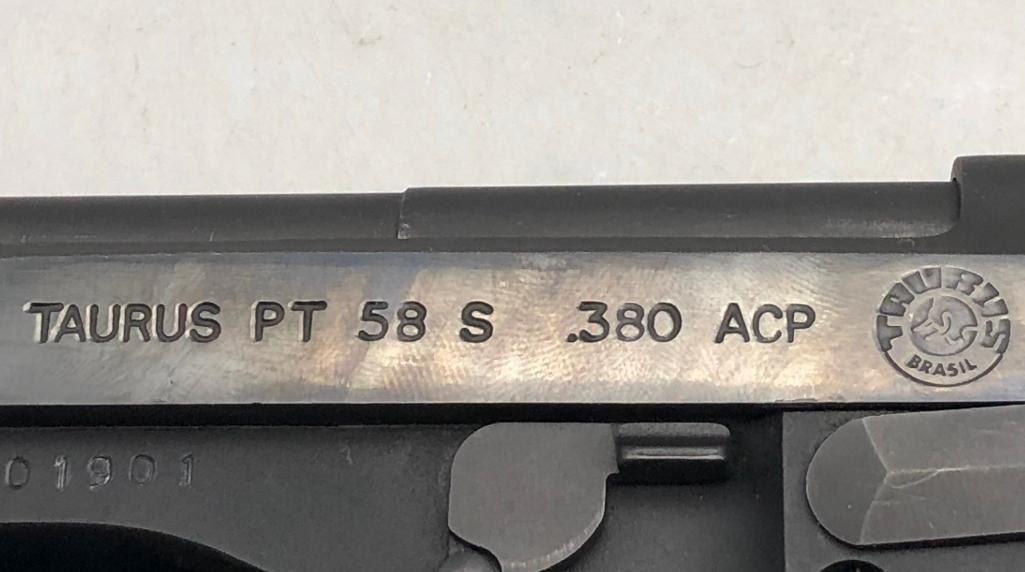 TAURUS PT 58 S .380 ACP
TAURUS
BRASIL
01901